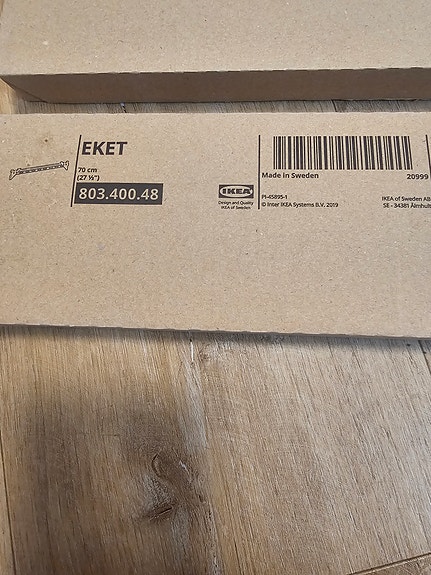 EKET
70 cm
(27 ½")
803.400.48
IKEA
Design and Quality
IKEA of Sweden
Made in Sweden
20999
PI-45895-1
© Inter IKEA Systems B.V. 2019
IKEA of Sweden AB
SE - 34381 Älmhult